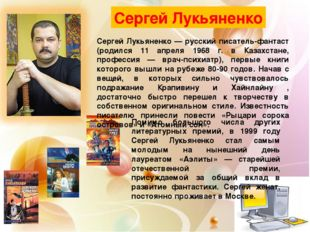 Сергей Лукьяненко
Сергей Лукьяненко — русский писатель-фантаст
(родился 11 апреля 1968 г. в Казахстане,
профессия — врач-психиатр), первые книги
которого вышли на рубеже 80-90 годов. Начав с
вещей, в которых сильно чувствовалось
подражание Крапивину и Хайнлайну ,
достаточно быстро перешел к творчеству в
собственном оригинальном стиле. Известность
писателю принесли повести «Рыцари сорока
островов» и
Помимо большого числа других
литературных премий, в 1999 году
Сергей Лукьяненко стал самым
молодым на нынешний день
лауреатом «Аэлиты» — старейшей
отечественной премии,
присуждаемой за общий вклад в
развитие фантастики. Сергей женат,
постоянно проживает в Москве.